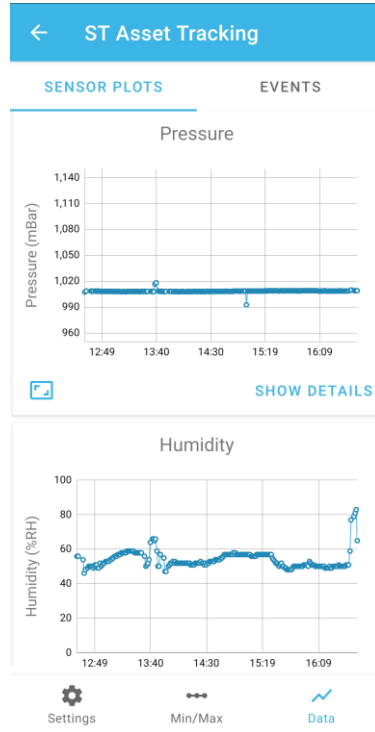 ST Asset Tracking
SENSOR PLOTS EVENTS
Pressure
Pressure (mBar)
1,140
1,110
1,080
1,050
1,020
990
960
12:49 13:40 14:30 15:19 16:09
SHOW DETAILS
Humidity
Humidity (%RH)
100
80
60
40
20
0
12:49 13:40 14:30 15:19 16:09
Settings Min/Max Data